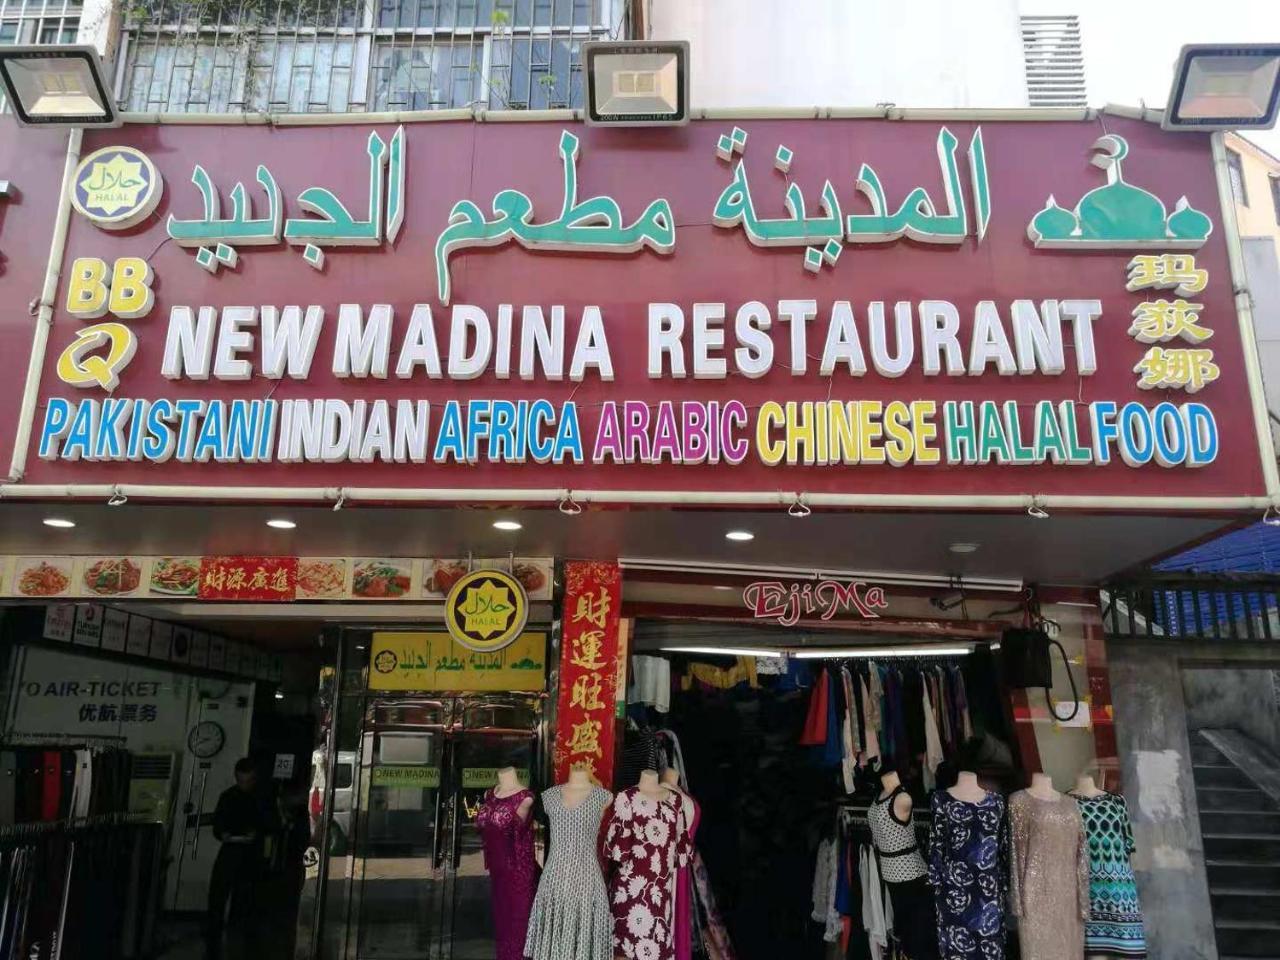 حلال
HALAL
المدينة مطعم الجديد
BB
Q
NEW MADINA RESTAURANT
玛荻娜
PAKISTANI INDIAN AFRICA ARABIC CHINESE HALAL FOOD
財源廣進
حلال
HALAL
EjiMa
المدينة مطعم الجديد
財運旺盛
AIR-TICKET
优航票务
NEW MADINA
NEW MADINA